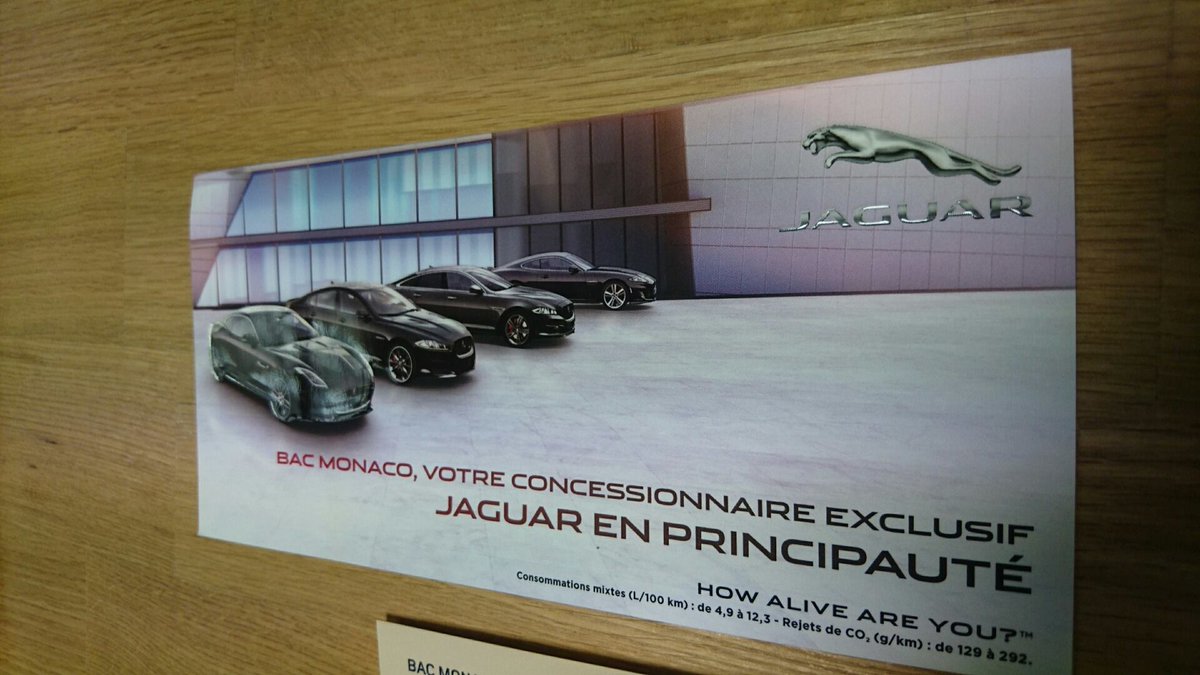 JAGUAR
BAC MONACO, VOTRE CONCESSIONNAIRE EXCLUSIF
JAGUAR EN PRINCIPAUTÉ
HOW ALIVE ARE YOU?™
Consommations mixtes (L/100 km) : de 4,9 à 12,3 - Rejets de CO₂ (g/km) : de 129 à 292.
BAC